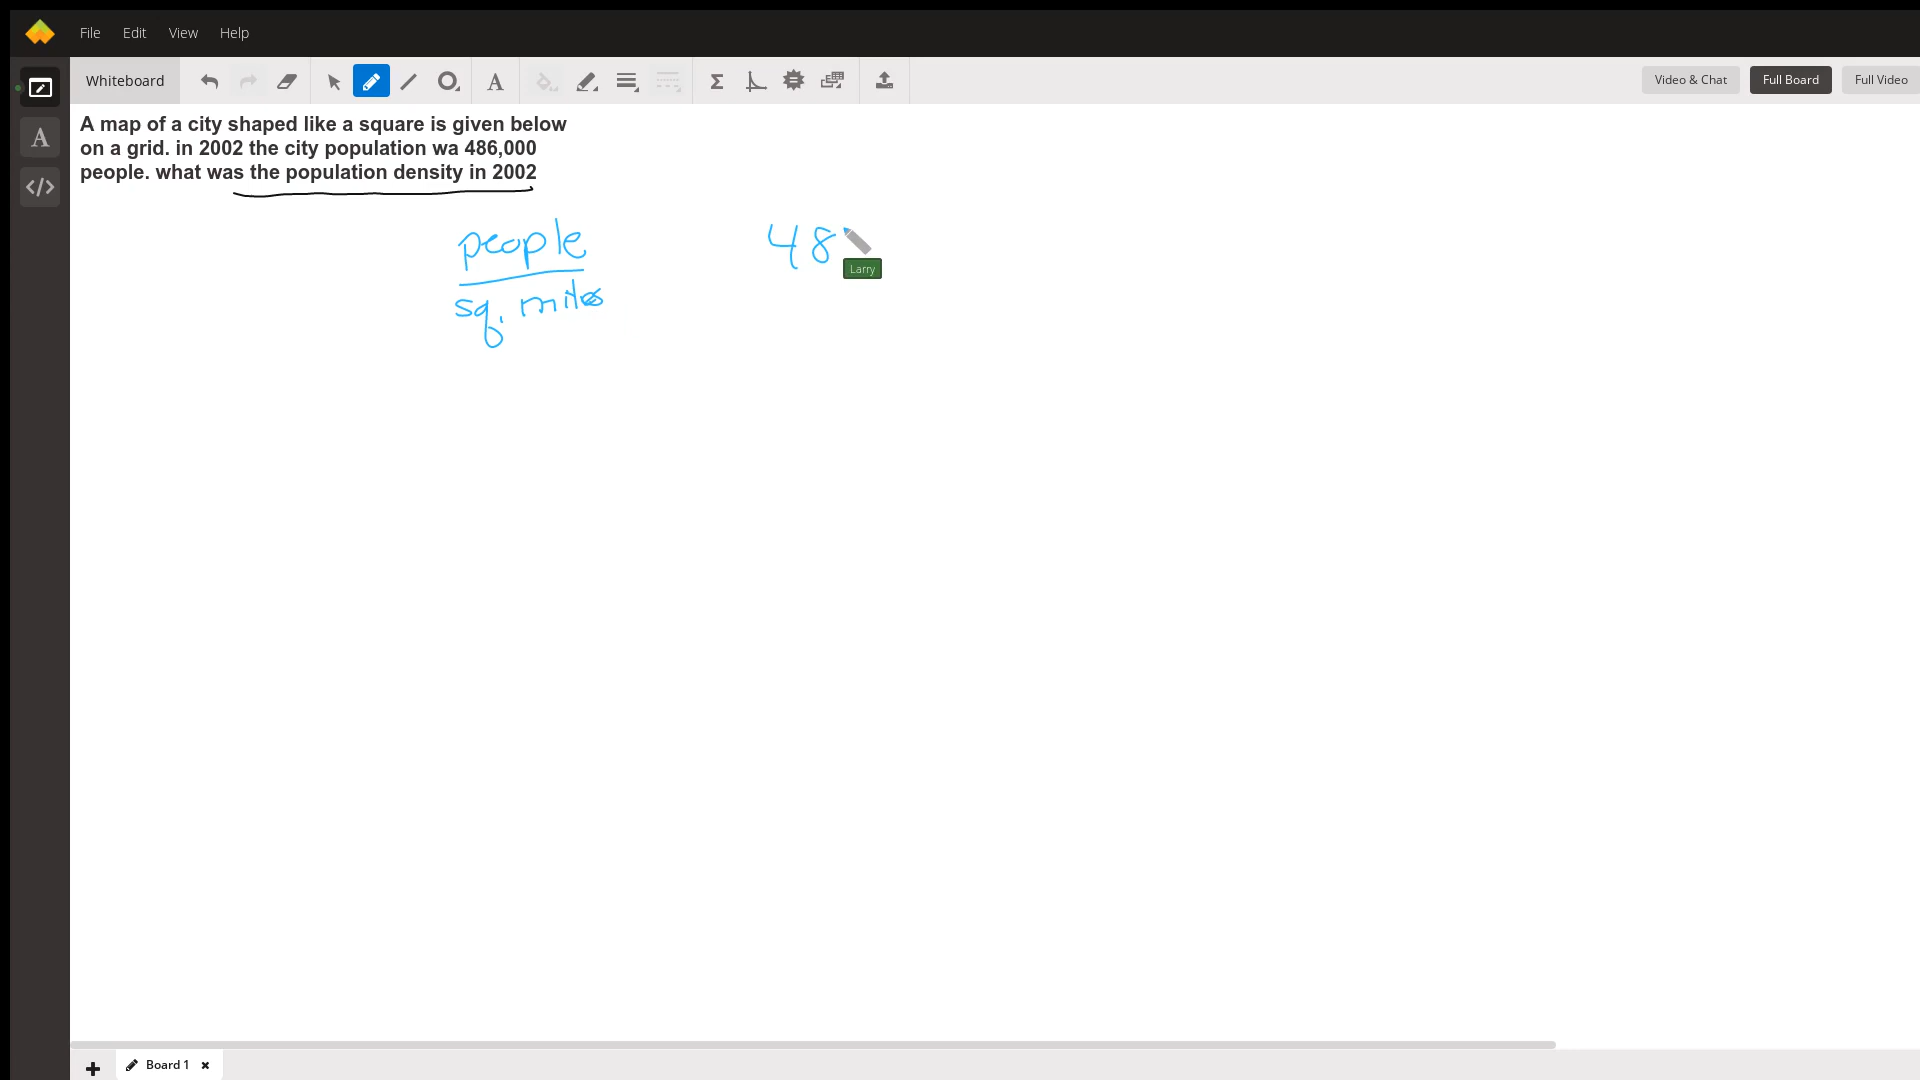 File Edit View Help
Whiteboard A Σ Video & Chat Full Board Full Video
A </>
A map of a city shaped like a square is given below
on a grid. in 2002 the city population wa 486,000
people. what was the population density in 2002
people 48
Larry
sq. miles
Board 1